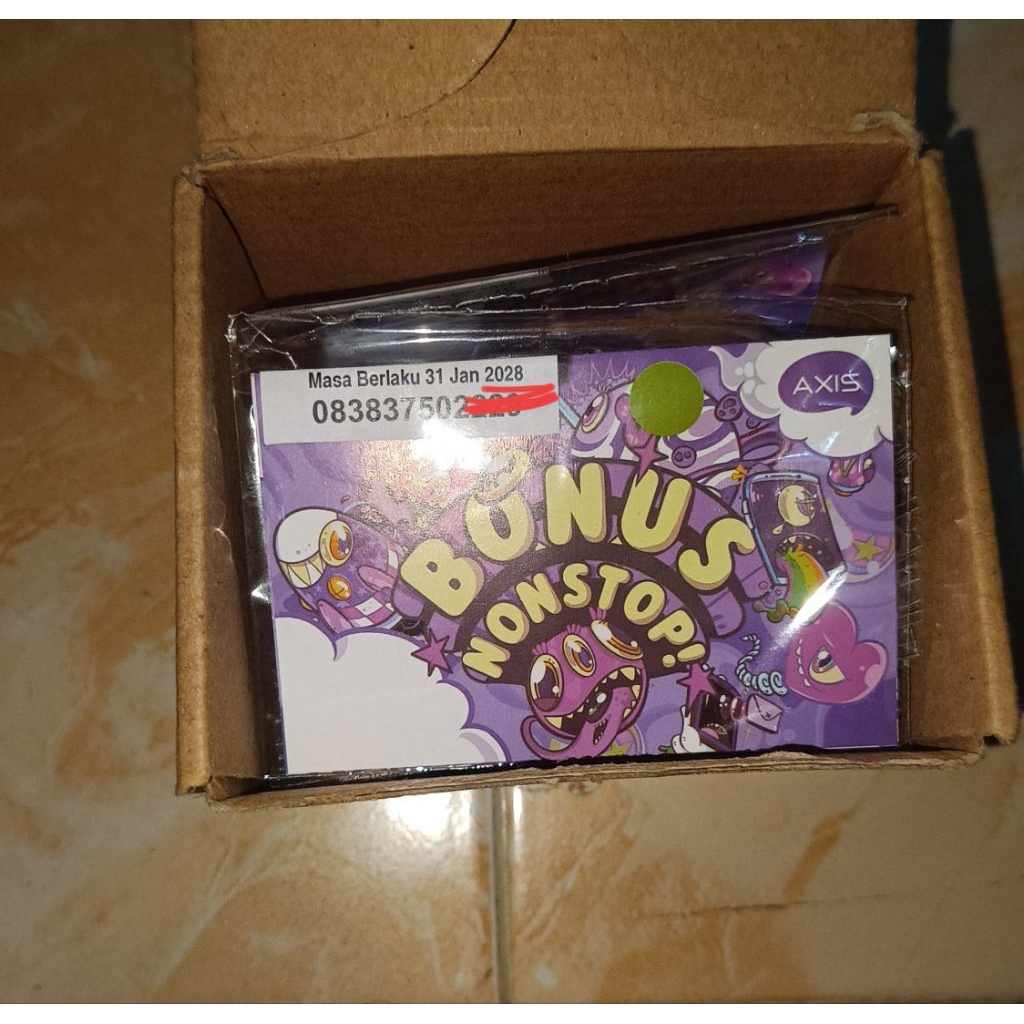 Masa Berlaku 31 Jan 2028
083837502
AXIS
BONUS
NONSTOP!